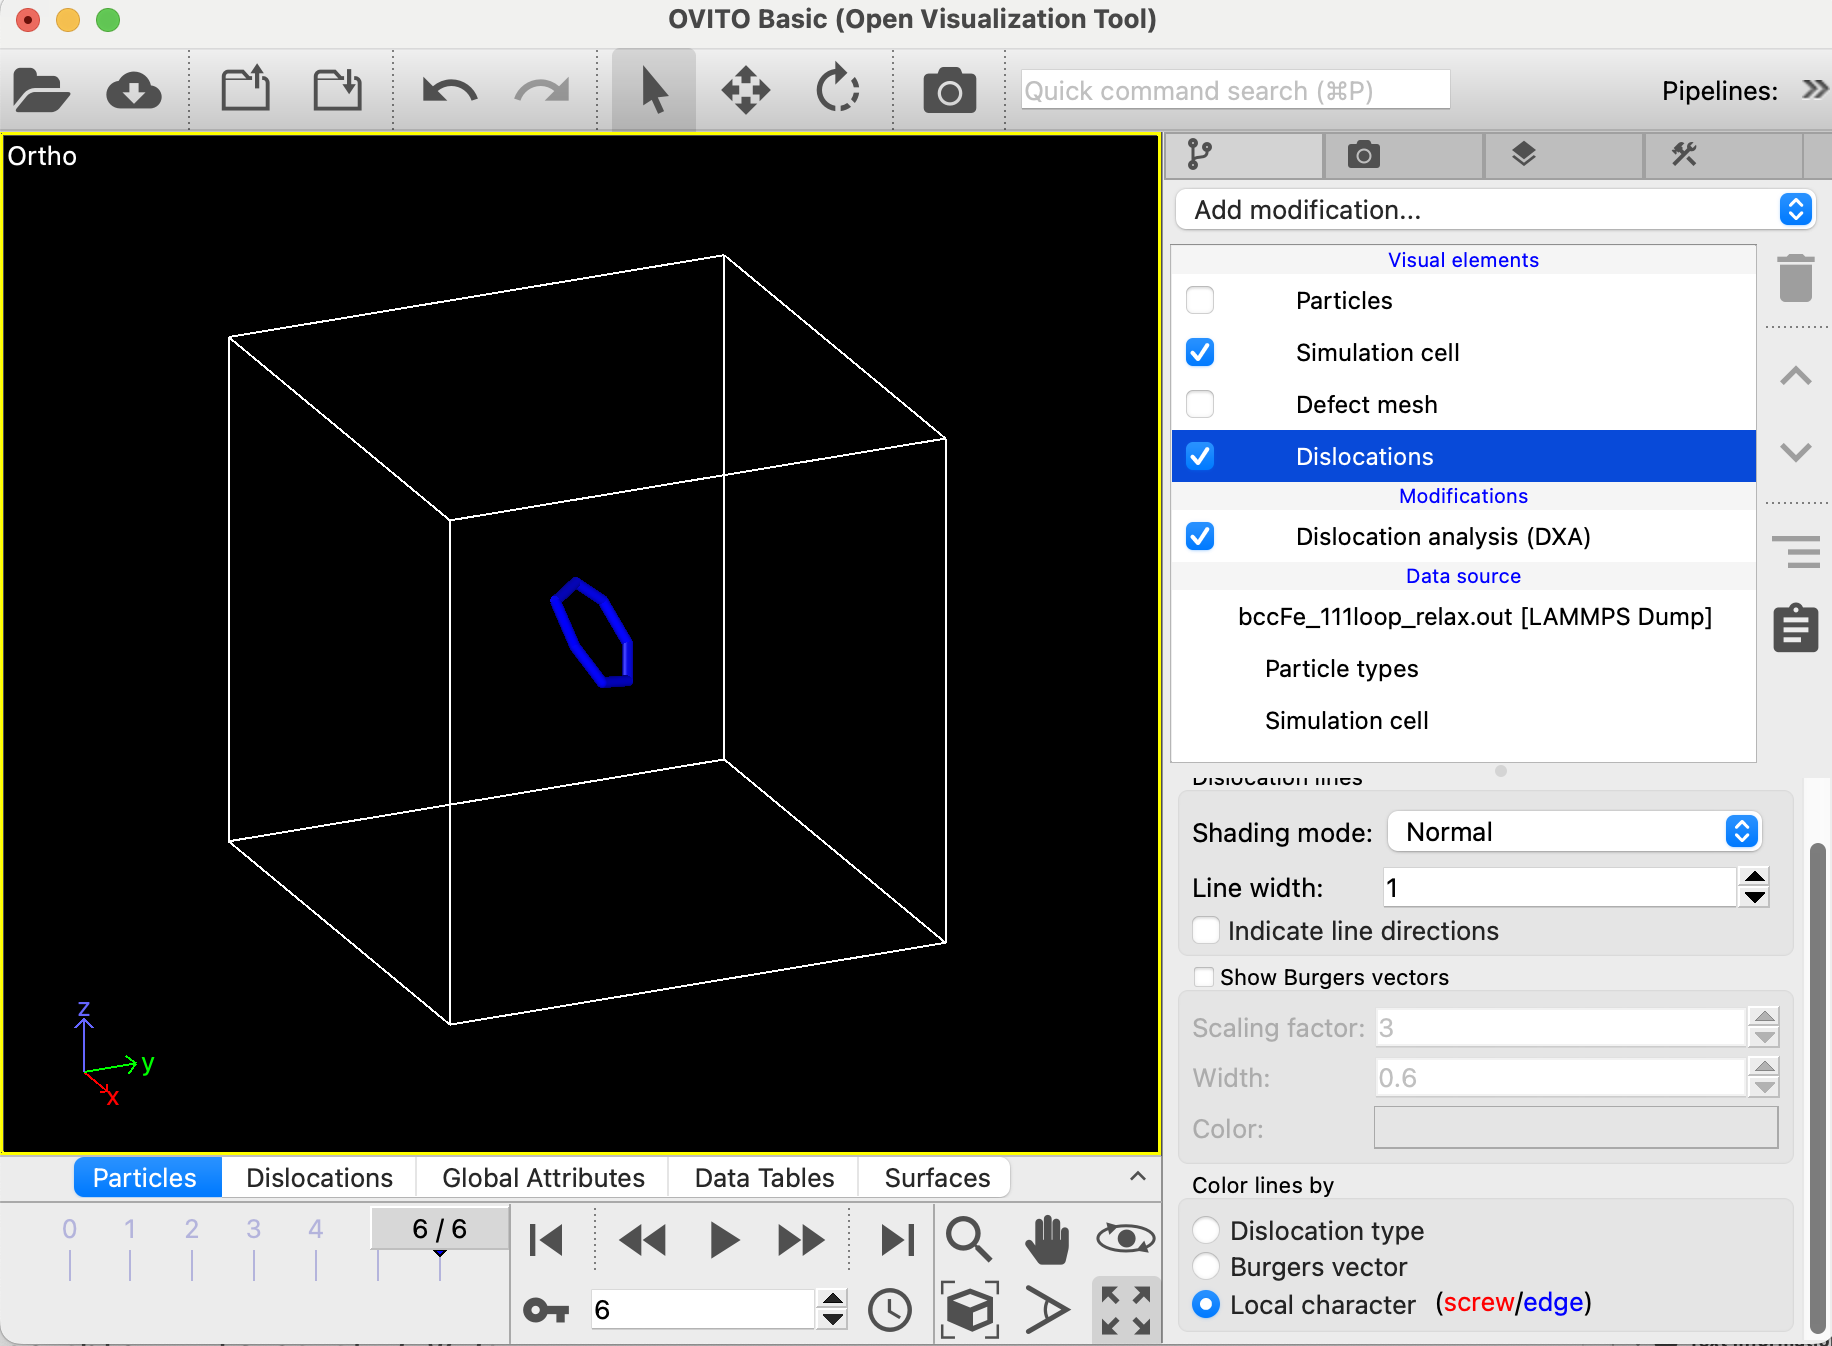 OVITO Basic (Open Visualization Tool)
Quick command search (⌘P)
Pipelines:
Ortho
z
y
x
Add modification...
Visual elements
Particles
Simulation cell
Defect mesh
Dislocations
Modifications
Dislocation analysis (DXA)
Data source
bccFe_111loop_relax.out [LAMMPS Dump]
Particle types
Simulation cell
Dislocation lines
Shading mode: Normal
Line width: 1
Indicate line directions
Show Burgers vectors
Scaling factor: 3
Width: 0.6
Color:
Color lines by
Dislocation type
Burgers vector
Local character (screw/edge)
Particles Dislocations Global Attributes Data Tables Surfaces
0 1 2 3 4 6 / 6
6